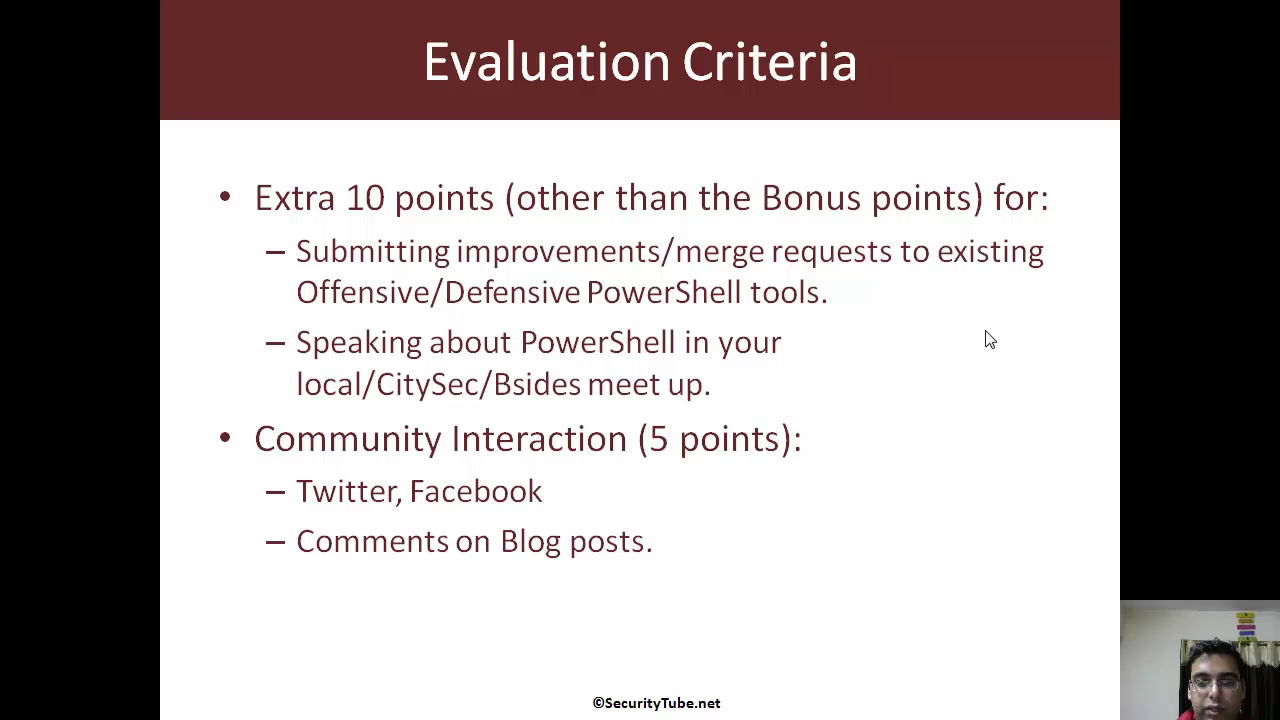 Evaluation Criteria
• Extra 10 points (other than the Bonus points) for:
– Submitting improvements/merge requests to existing
Offensive/Defensive PowerShell tools.
– Speaking about PowerShell in your
local/CitySec/Bsides meet up.
• Community Interaction (5 points):
– Twitter, Facebook
– Comments on Blog posts.
©SecurityTube.net